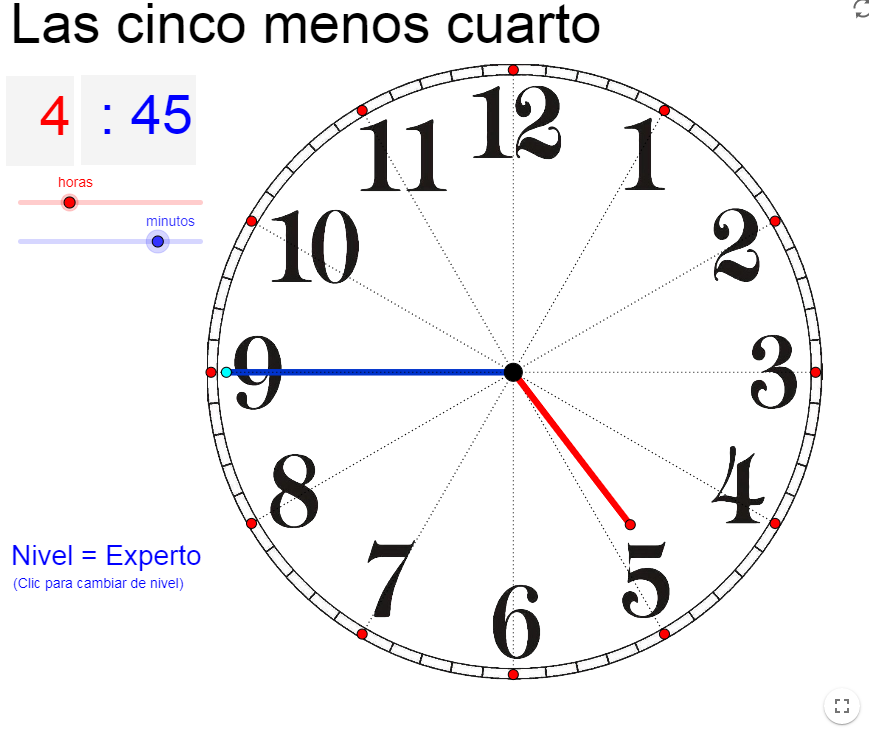 Las cinco menos cuarto
4 : 45
horas
minutos
12
11
1
10
2
9
3
8
4
7
5
6
Nivel = Experto
(Clic para cambiar de nivel)